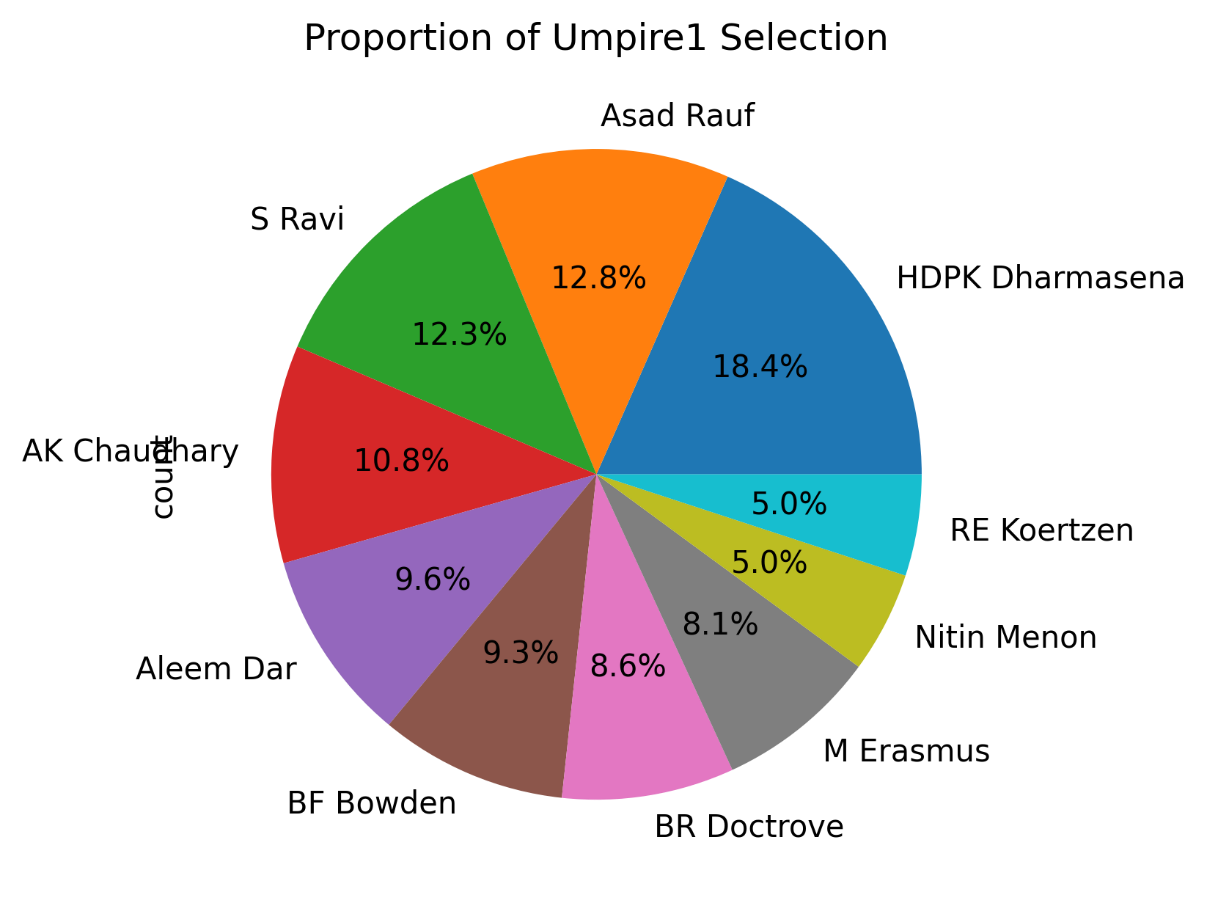 Proportion of Umpire1 Selection
Asad Rauf
S Ravi
HDPK Dharmasena
12.8%
12.3%
18.4%
AK Chaudhary
count
10.8%
5.0%
RE Koertzen
5.0%
9.6%
8.1%
Nitin Menon
9.3%
8.6%
Aleem Dar
M Erasmus
BF Bowden
BR Doctrove